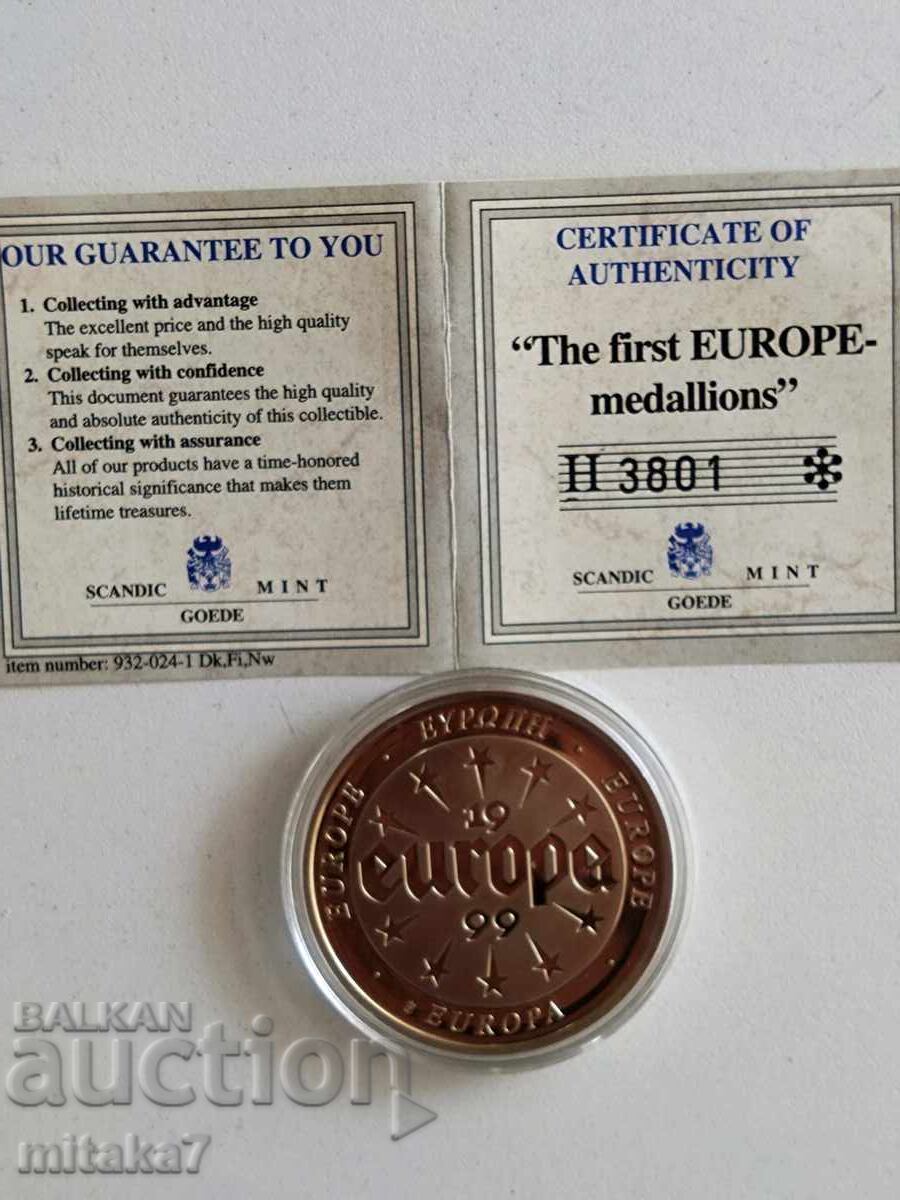 OUR GUARANTEE TO YOU
1. Collecting with advantage
The excellent price and the high quality
speak for themselves.
2. Collecting with confidence
This document guarantees the high quality
and absolute authenticity of this collectible.
3. Collecting with assurance
All of our products have a time-honored
historical significance that makes them
lifetime treasures.
SCANDIC MINT
GOEDE
item number: 932-024-1 Dk,Fi,Nw
CERTIFICATE OF
AUTHENTICITY
“The first EUROPE-
medallions”
H 3801 *
SCANDIC MINT
GOEDE
EUROPE · ΕΥΡΩΠΗ · EUROPE
19
europa
99
EUROPA
BALKAN
auction
mitaka7